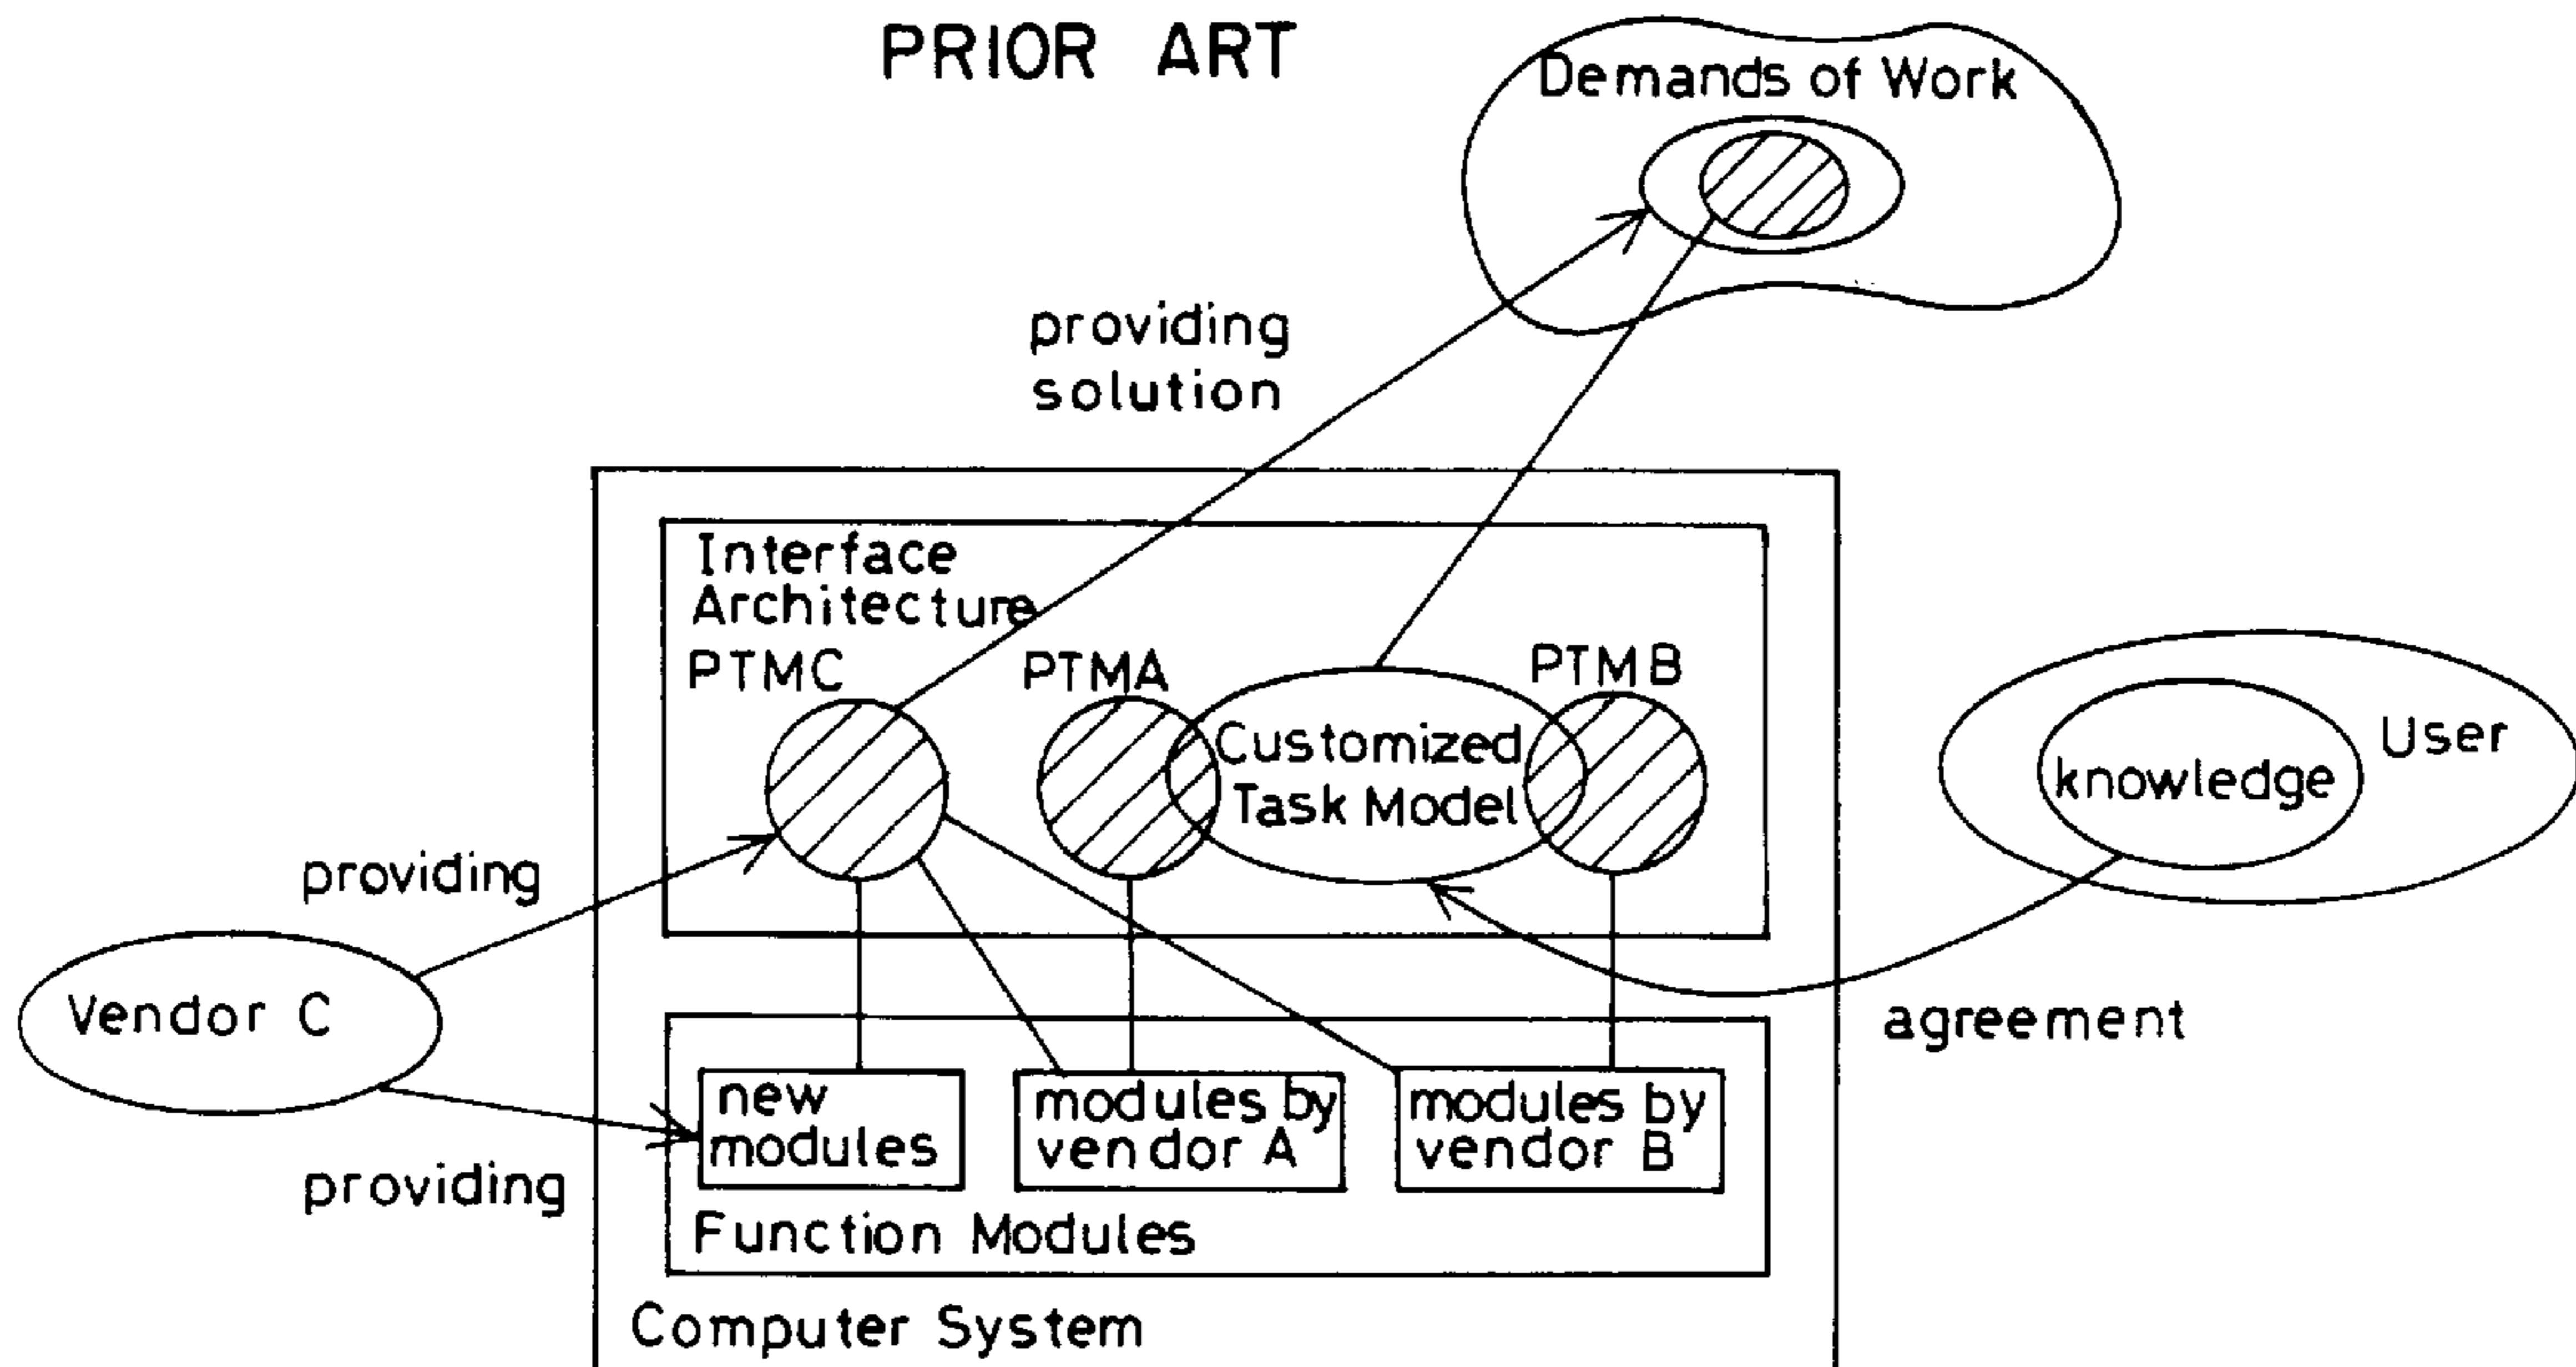 PRIOR ART
Demands of Work
providing
solution
Interface
Architecture
PTMC
PTMA
PTMB
Customized
Task Model
User
knowledge
providing
Vendor C
agreement
new
modules
modules by
vendor A
modules by
vendor B
providing
Function Modules
Computer System